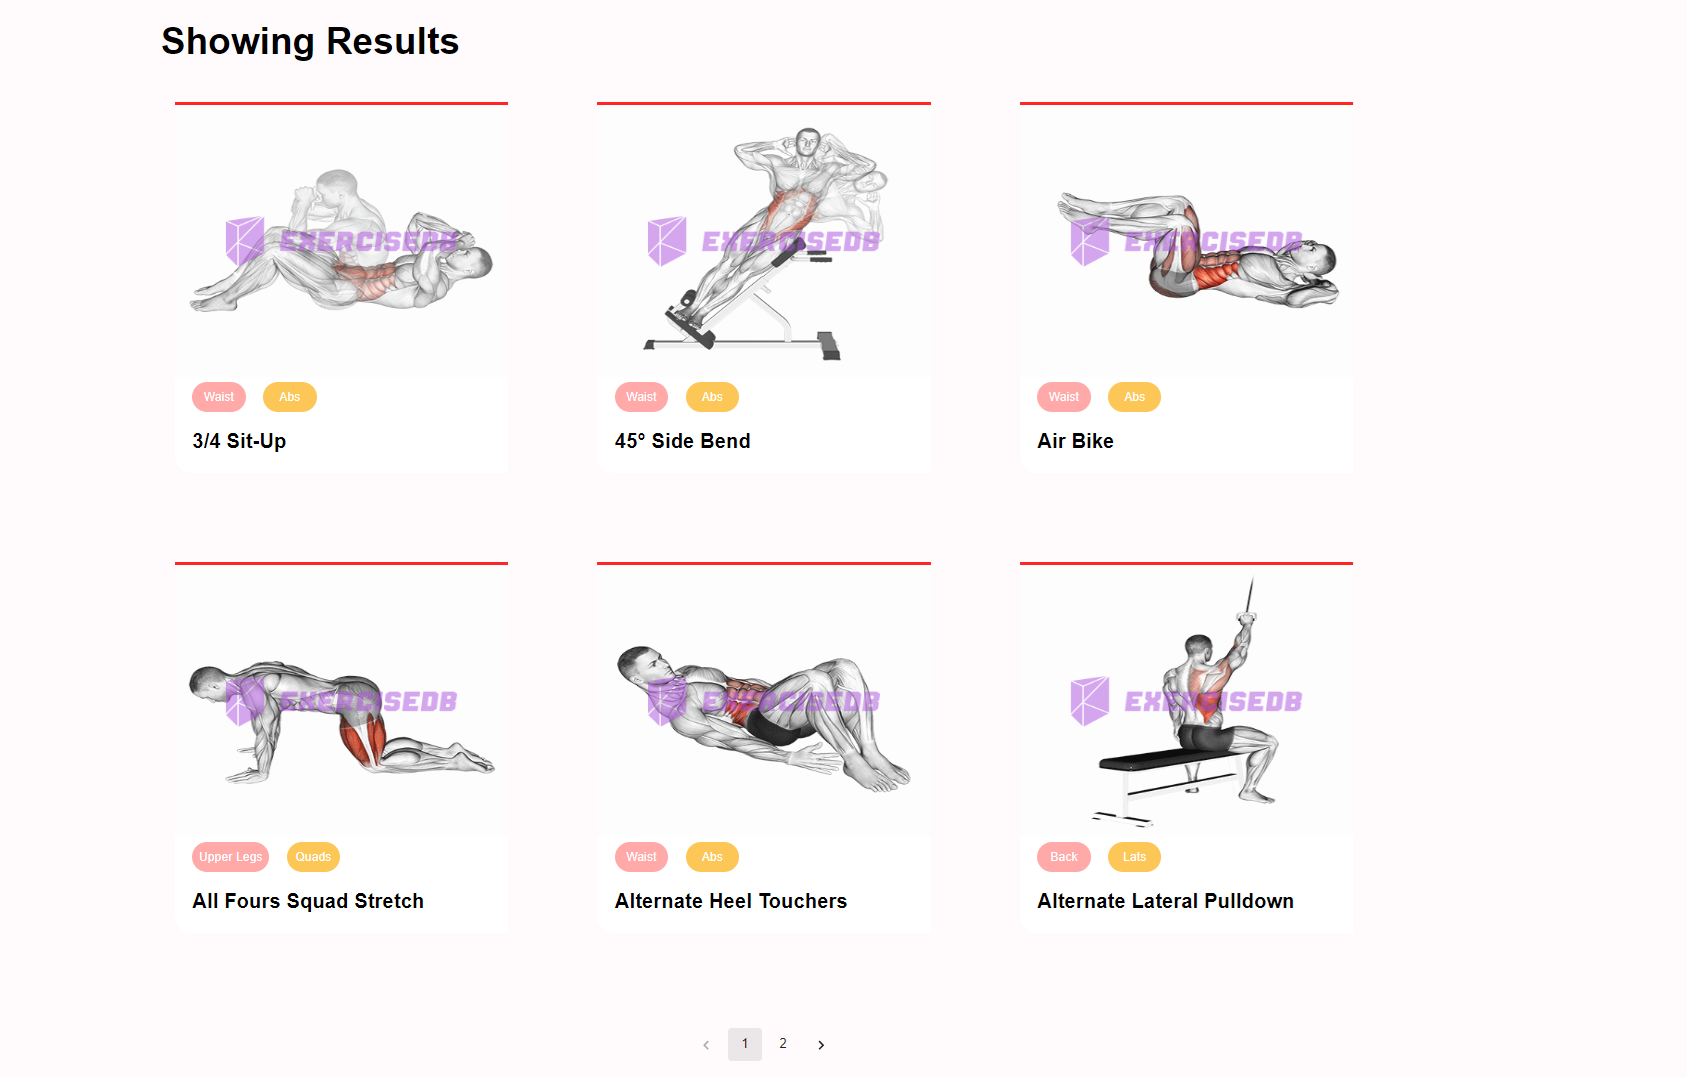 Showing Results
EXERCISEDB
EXERCISEDB
EXERCISEDB
Waist Abs
Waist Abs
Waist Abs
3/4 Sit-Up
45° Side Bend
Air Bike
EXERCISEDB
EXERCISEDB
EXERCISEDB
Upper Legs Quads
Waist Abs
Back Lats
All Fours Squad Stretch
Alternate Heel Touchers
Alternate Lateral Pulldown
‹ 1 2 ›